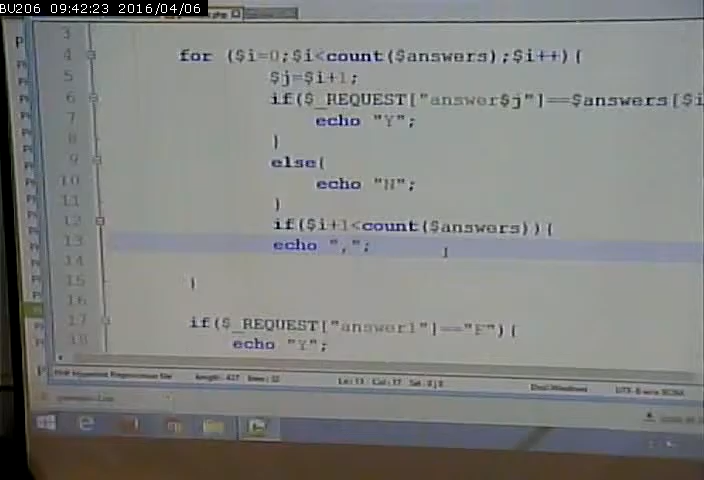 BU206 09:42:23 2016/04/06
3
4 for ($i=0;$i<count($answers);$i++){
5 $j=$i+1;
6 if($_REQUEST["answer$j"]==$answers[$i
7 echo "Y";
8 }
9 else{
10 echo "N";
11 }
12 if($i+1<count($answers)){
13 echo ",";
14
15 }
16
17 if($_REQUEST["answer1"]=="E"){
18 echo "Y";